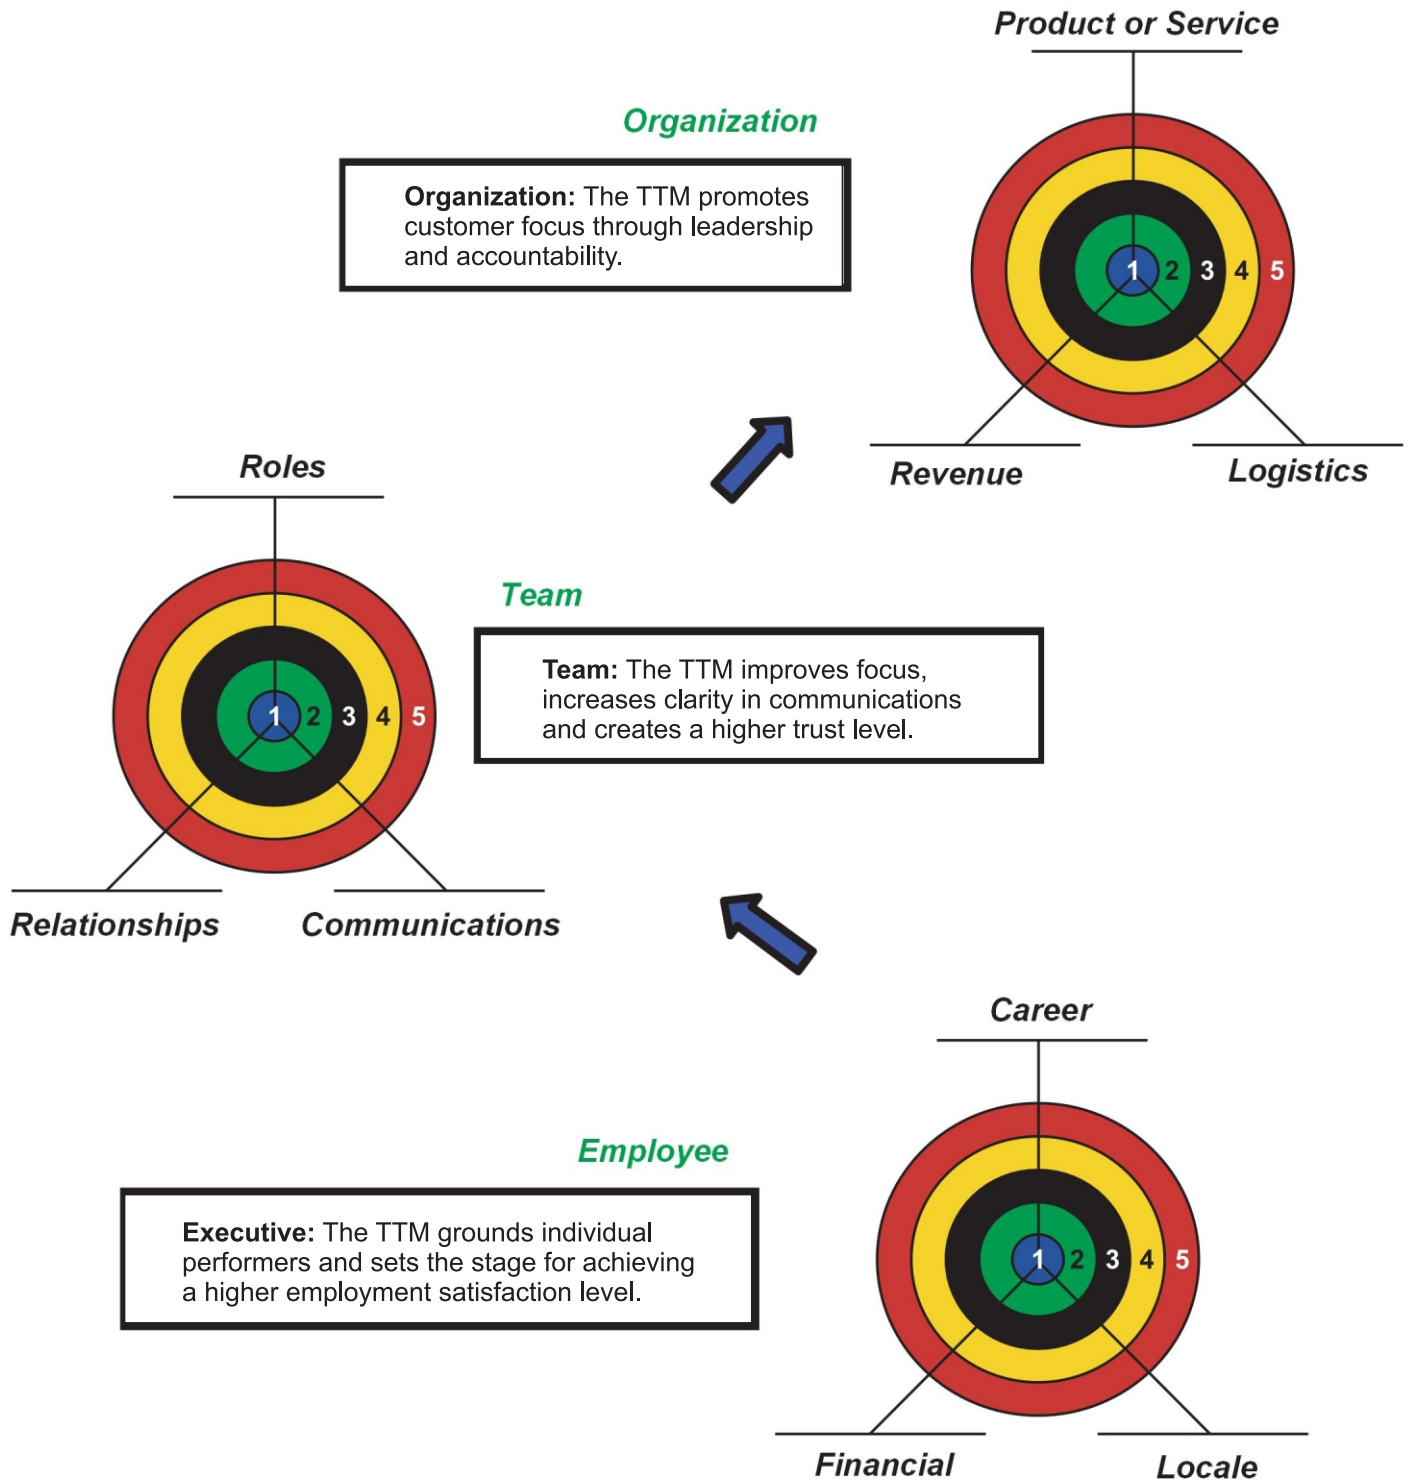 Product or Service
Organization
Organization: The TTM promotes
customer focus through leadership
and accountability.
1 2 3 4 5
Revenue
Logistics
Roles
Team
Team: The TTM improves focus,
increases clarity in communications
and creates a higher trust level.
1 2 3 4 5
Relationships
Communications
Career
Employee
Executive: The TTM grounds individual
performers and sets the stage for achieving
a higher employment satisfaction level.
1 2 3 4 5
Financial
Locale